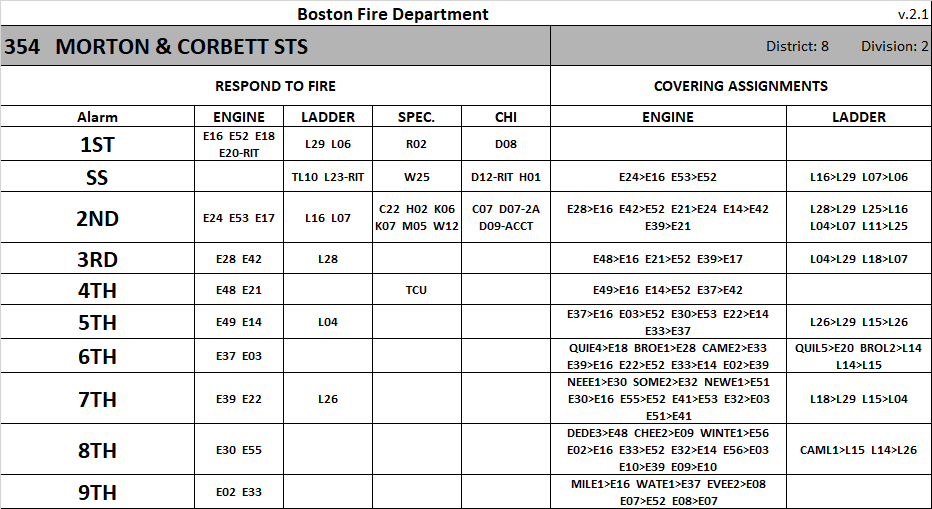 Boston Fire Department v.2.1
354 MORTON & CORBETT STS District: 8 Division: 2
RESPOND TO FIRE COVERING ASSIGNMENTS
Alarm ENGINE LADDER SPEC. CHI ENGINE LADDER
1ST
E16 E52 E18
E20-RIT
L29 L06
R02
D08
SS
TL10 L23-RIT
W25
D12-RIT H01
E24>E16 E53>E52
L16>L29 L07>L06
2ND
E24 E53 E17
L16 L07
C22 H02 K06
K07 M05 W12
C07 D07-2A
D09-ACCT
E28>E16 E42>E52 E21>E24 E14>E42
E39>E21
L28>L29 L25>L16
L04>L07 L11>L25
3RD
E28 E42
L28
E48>E16 E21>E52 E39>E17
L04>L29 L18>L07
4TH
E48 E21
TCU
E49>E16 E14>E52 E37>E42
5TH
E49 E14
L04
E37>E16 E03>E52 E30>E53 E22>E14
E33>E37
L26>L29 L15>L26
6TH
E37 E03
QUIE4>E18 BROE1>E28 CAME2>E33
E39>E16 E22>E52 E33>E14 E02>E39
QUIL5>E20 BROL2>L14
L14>L15
7TH
E39 E22
L26
NEEE1>E30 SOME2>E32 NEWE1>E51
E30>E16 E55>E52 E41>E53 E32>E03
E51>E41
L18>L29 L15>L04
8TH
E30 E55
DEDE3>E48 CHEE2>E09 WINTE1>E56
E02>E16 E33>E52 E32>E14 E56>E03
E10>E39 E09>E10
CAML1>L15 L14>L26
9TH
E02 E33
MILE1>E16 WATE1>E37 EVEE2>E08
E07>E52 E08>E07